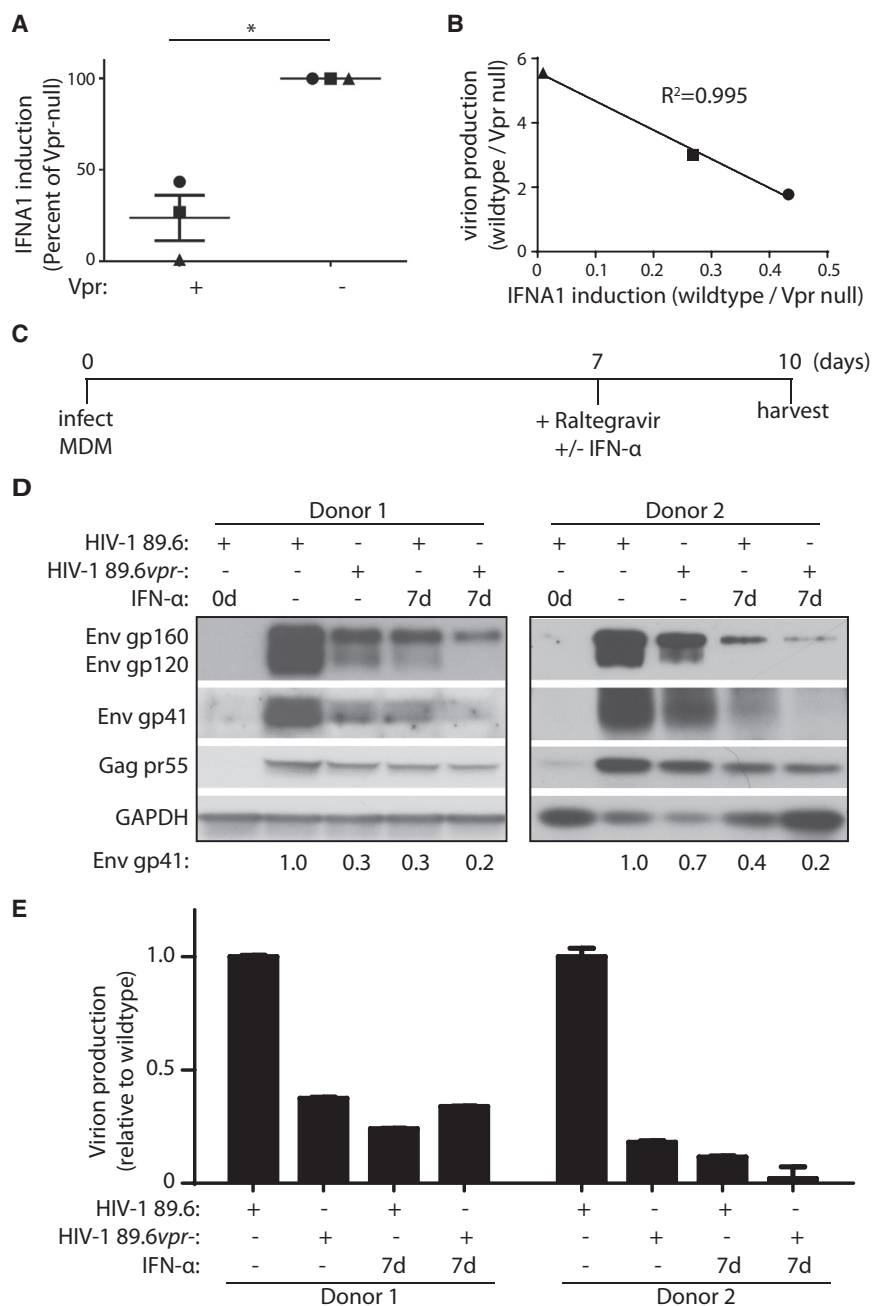 A
*
IFNA1 induction
(Percent of Vpr-null)
100
50
0
Vpr: + -
B
virion production
(wildtype / Vpr null)
6
4
2
0
R²=0.995
0 0.1 0.2 0.3 0.4 0.5
IFNA1 induction (wildtype / Vpr null)
C
0 7 10 (days)
infect
MDM
+ Raltegravir
+/- IFN-α
harvest
D
Donor 1 Donor 2
HIV-1 89.6: + + - + - + + - + -
HIV-1 89.6vpr-: - - + - + - - + - +
IFN-α: 0d - - 7d 7d 0d - - 7d 7d
Env gp160
Env gp120
Env gp41
Gag pr55
GAPDH
Env gp41: 1.0 0.3 0.3 0.2 1.0 0.7 0.4 0.2
E
Virion production
(relative to wildtype)
1.0
0.5
0
HIV-1 89.6: + - + - + - + -
HIV-1 89.6vpr-: - + - + - + - +
IFN-α: - - 7d 7d - - 7d 7d
Donor 1 Donor 2